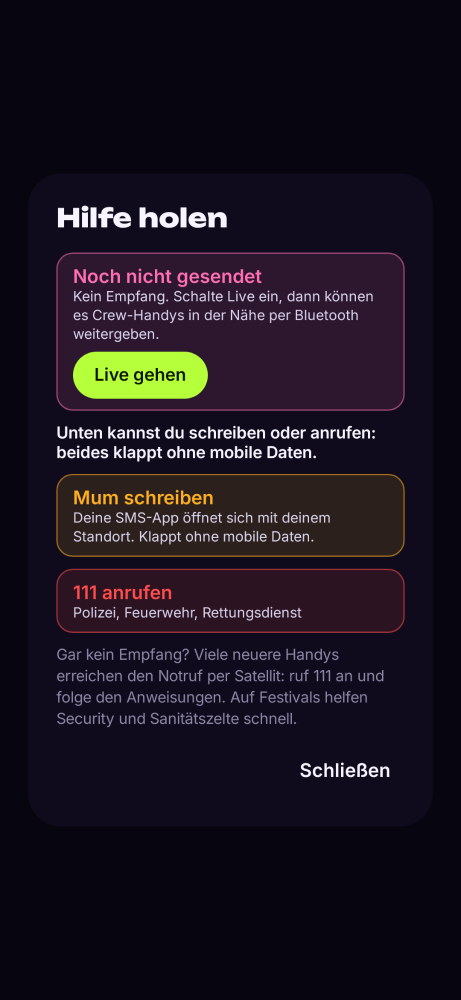 Hilfe holen
Noch nicht gesendet
Kein Empfang. Schalte Live ein, dann können
es Crew-Handys in der Nähe per Bluetooth
weitergeben.
Live gehen
Unten kannst du schreiben oder anrufen:
beides klappt ohne mobile Daten.
Mum schreiben
Deine SMS-App öffnet sich mit deinem
Standort. Klappt ohne mobile Daten.
111 anrufen
Polizei, Feuerwehr, Rettungsdienst
Gar kein Empfang? Viele neuere Handys
erreichen den Notruf per Satellit: ruf 111 an und
folge den Anweisungen. Auf Festivals helfen
Security und Sanitätszelte schnell.
Schließen